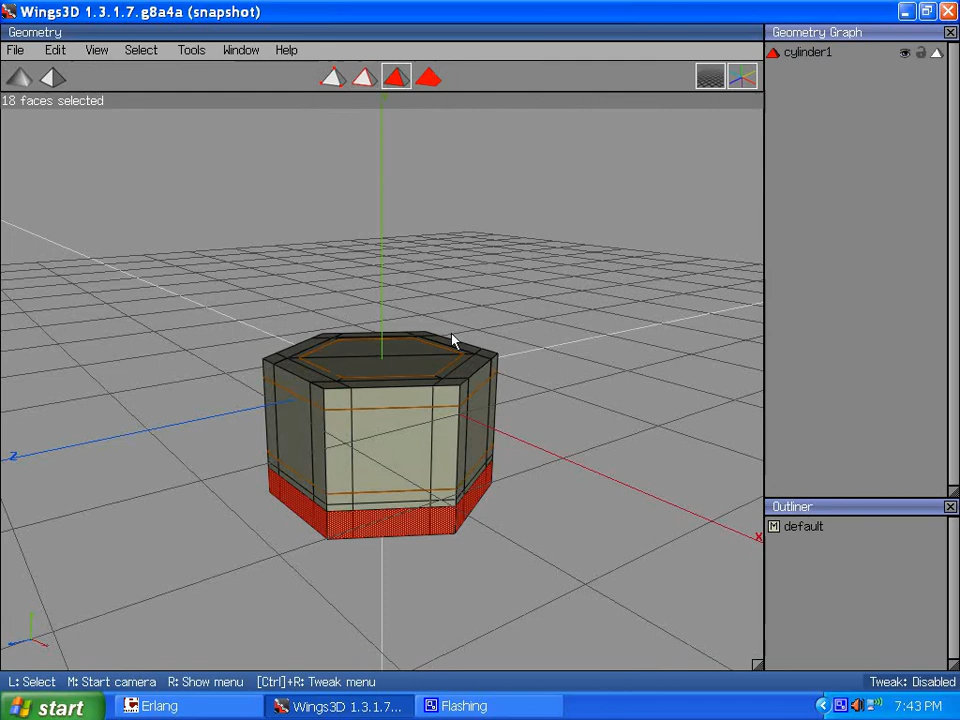 Wings3D 1.3.1.7.g8a4a (snapshot)
Geometry
File Edit View Select Tools Window Help
18 faces selected
Geometry Graph
cylinder1
Z
X
Outliner
M default
L: Select M: Start camera R: Show menu [Ctrl]+R: Tweak menu
Tweak: Disabled
start
Erlang
Wings3D 1.3.1.7...
Flashing
7:43 PM